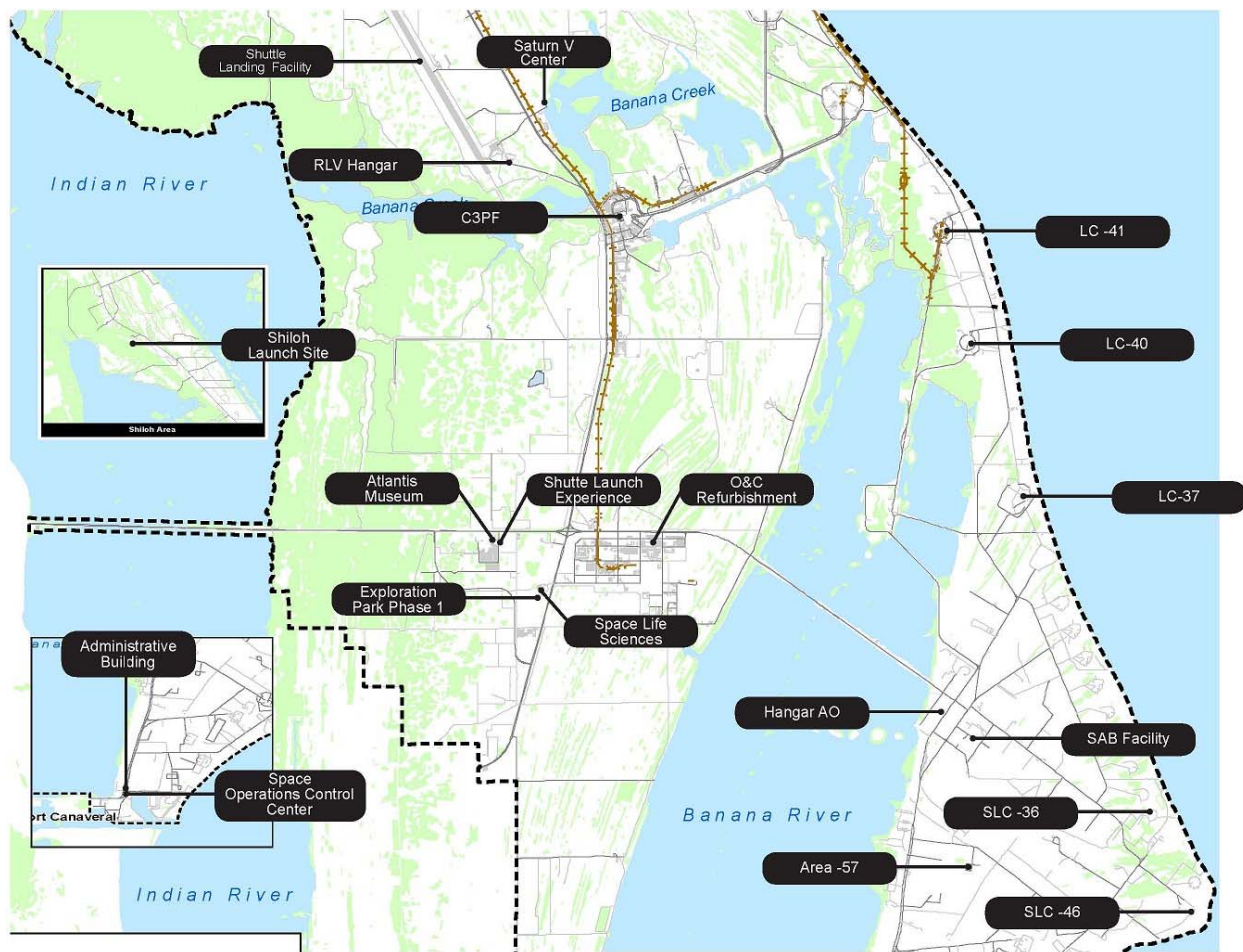 Shuttle
Landing Facility
Saturn V
Center
Banana Creek
RLV Hangar
Indian River
Banana Creek
C3PF
LC -41
Shiloh
Launch Site
LC-40
Shiloh Area
Atlantis
Museum
Shutte Launch
Experience
O&C
Refurbishment
LC-37
Exploration
Park Phase 1
Space Life
Sciences
Administrative
Building
Hangar AO
SAB Facility
Space
Operations Control
Center
ort Canaveral
Banana River
SLC -36
Area -57
Indian River
SLC -46